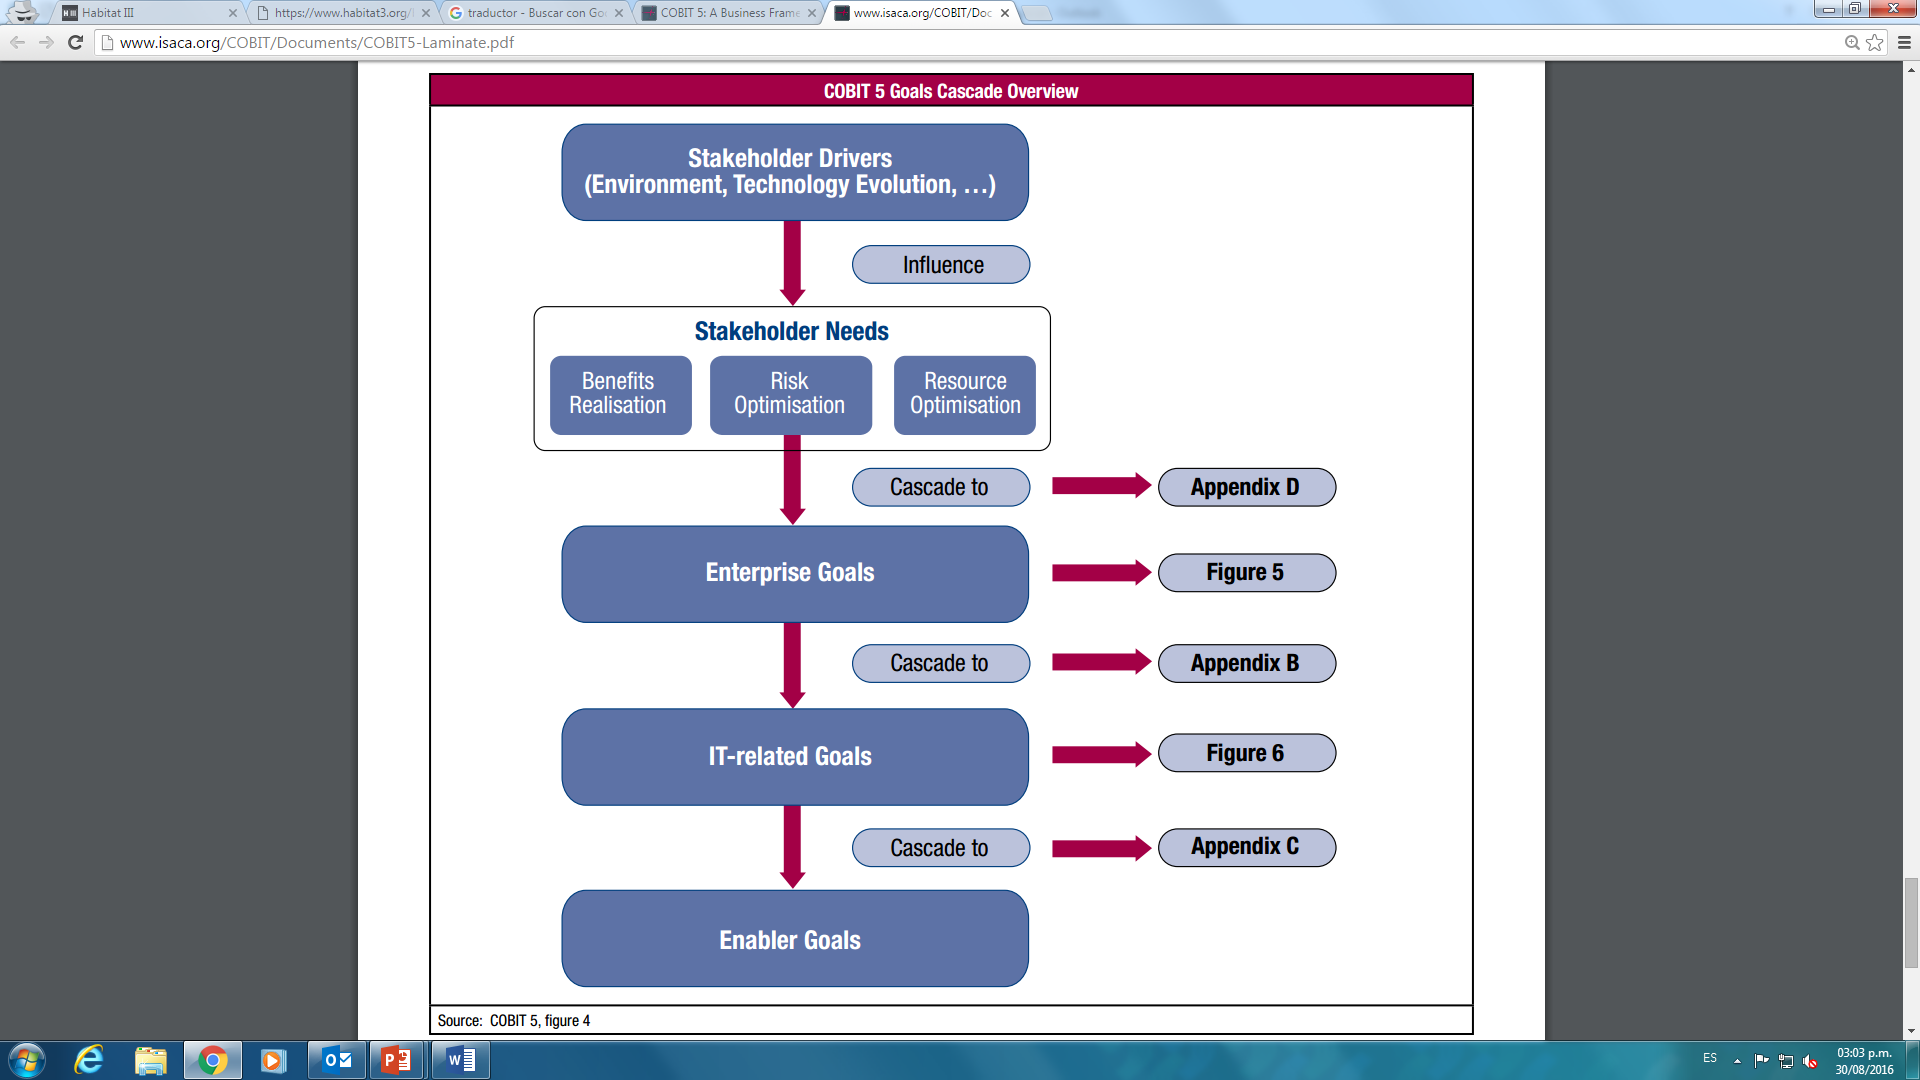 Habitat III
https://www.habitat3.org/
traductor - Buscar con Go
COBIT 5: A Business Frame
www.isaca.org/COBIT/Doc
www.isaca.org/COBIT/Documents/COBIT5-Laminate.pdf
COBIT 5 Goals Cascade Overview
Stakeholder Drivers
(Environment, Technology Evolution, …)
Influence
Stakeholder Needs
Benefits
Realisation
Risk
Optimisation
Resource
Optimisation
Cascade to
Appendix D
Enterprise Goals
Figure 5
Cascade to
Appendix B
IT-related Goals
Figure 6
Cascade to
Appendix C
Enabler Goals
Source: COBIT 5, figure 4
ES
03:03 p.m.
30/08/2016